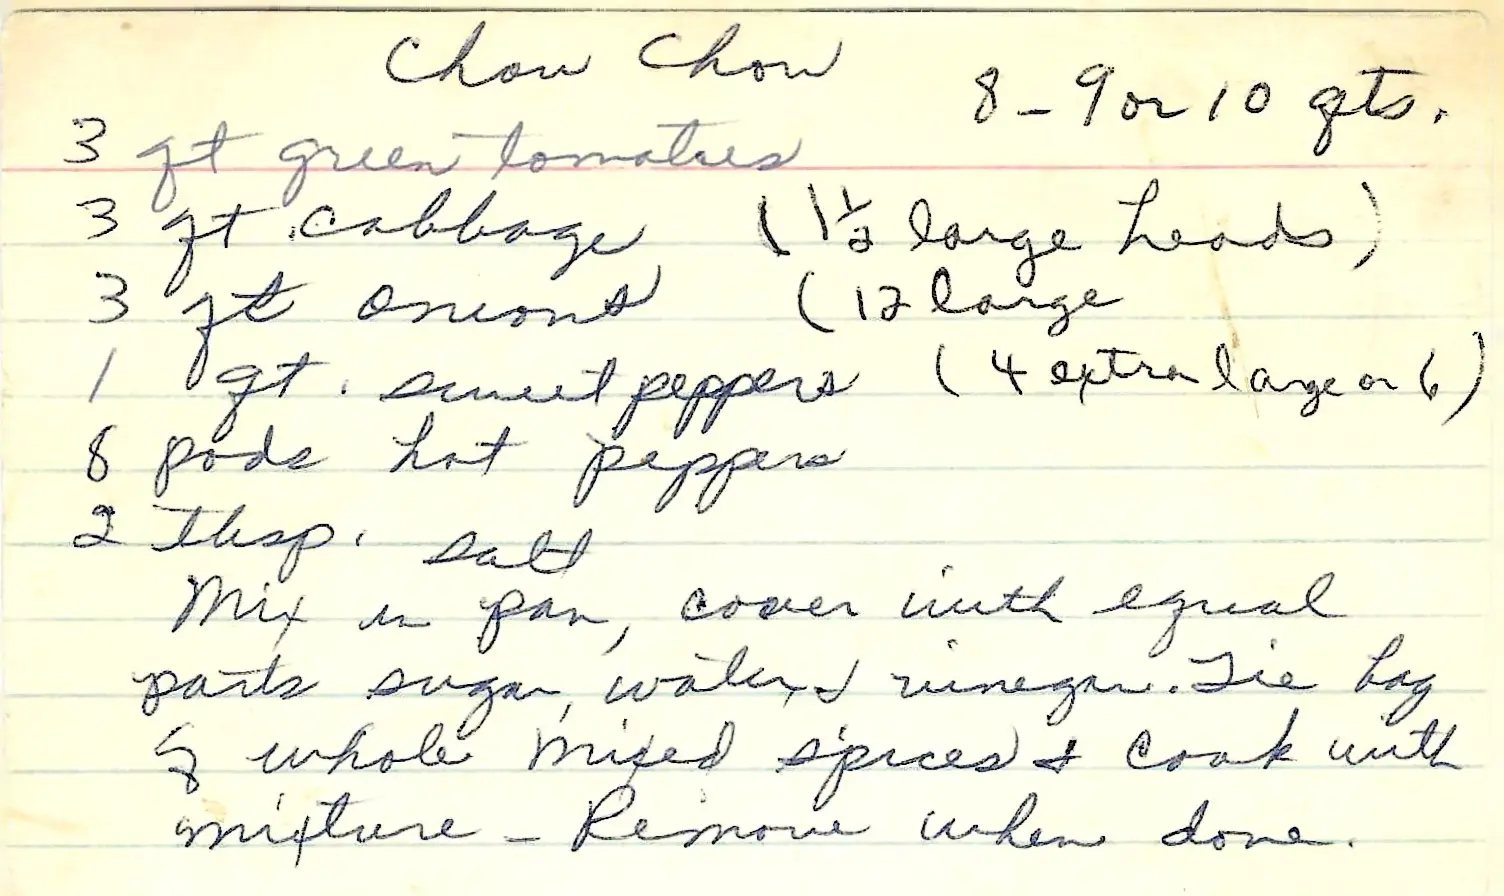 Chow Chow
8 - 9 or 10 qts.
3 qt green tomatoes
3 qt cabbage (1 1/2 large heads)
3 qt onions (12 large
1 qt. sweet peppers (4 extra large or 6)
8 pods hot peppers
2 tbsp. salt
Mix in pan, cover with equal
parts sugar, water, & vinegar. Tie bag
of whole mixed spices & cook with
mixture - Remove when done.